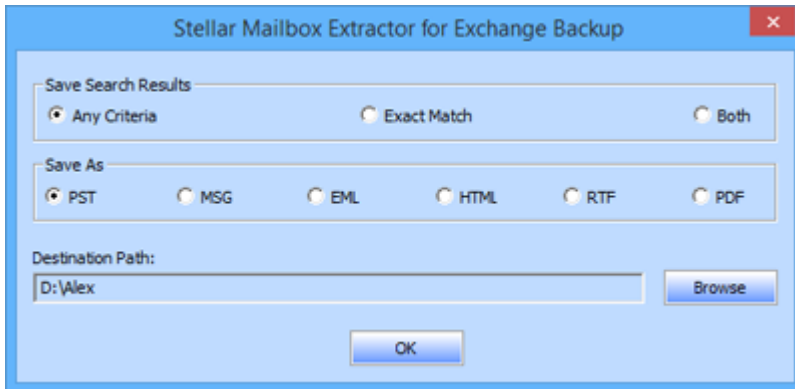 Stellar Mailbox Extractor for Exchange Backup
Save Search Results
Any Criteria Exact Match Both
Save As
PST MSG EML HTML RTF PDF
Destination Path:
D:\Alex Browse
OK